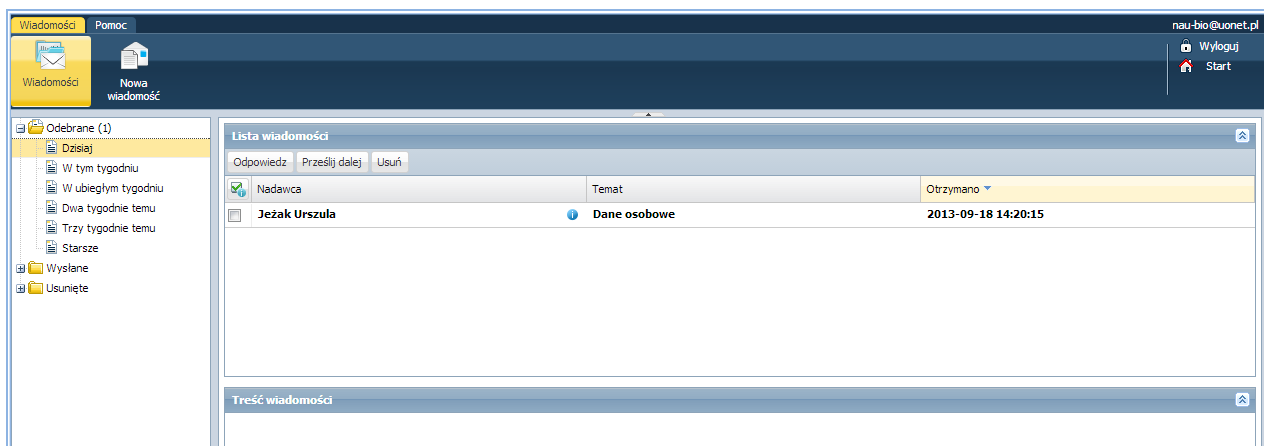 Wiadomości Pomoc nau-bio@uonet.pl
Wyloguj
Start
Wiadomości
Nowa
wiadomość
Odebrane (1)
Dzisiaj
W tym tygodniu
W ubiegłym tygodniu
Dwa tygodnie temu
Trzy tygodnie temu
Starsze
Wysłane
Usunięte
Lista wiadomości
Odpowiedz Prześlij dalej Usuń
Nadawca Temat Otrzymano
Jeżak Urszula Dane osobowe 2013-09-18 14:20:15
Treść wiadomości